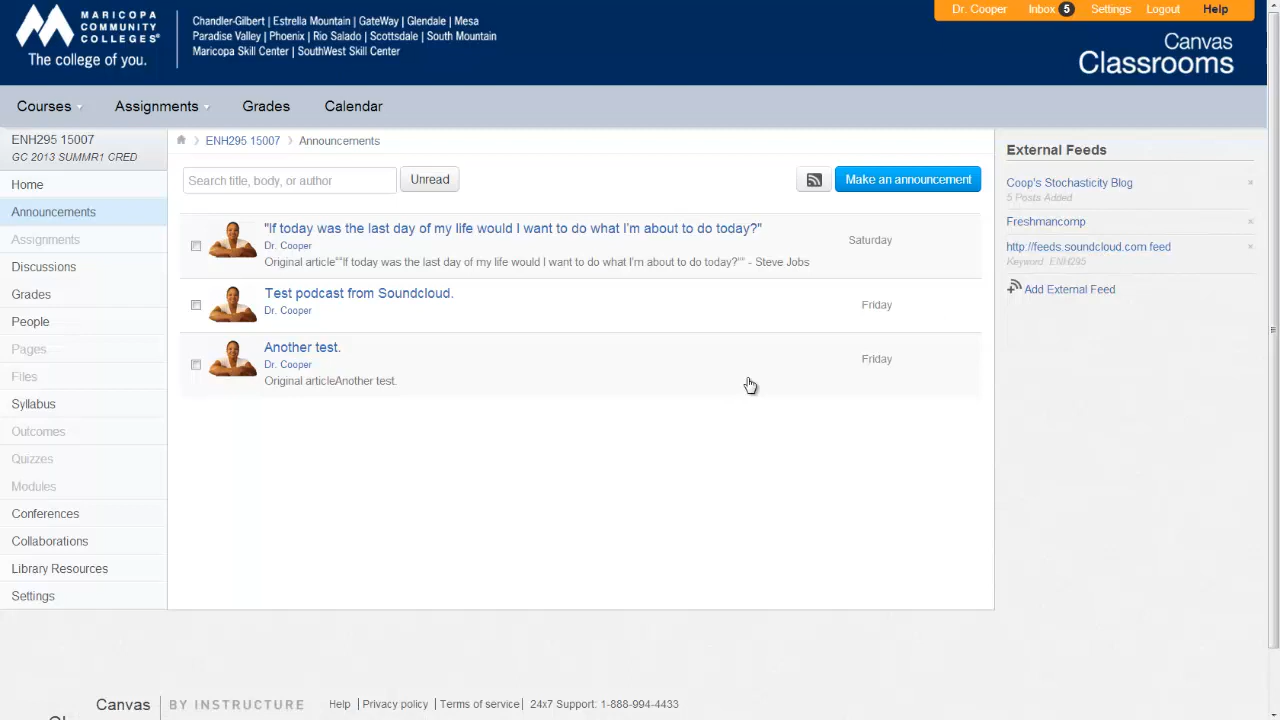 MARICOPA
COMMUNITY
COLLEGES
The college of you.
Chandler-Gilbert | Estrella Mountain | GateWay | Glendale | Mesa
Paradise Valley | Phoenix | Rio Salado | Scottsdale | South Mountain
Maricopa Skill Center | SouthWest Skill Center
Dr. Cooper Inbox 5 Settings Logout Help
Canvas
Classrooms
Courses Assignments Grades Calendar
ENH295 15007
GC 2013 SUMMR1 CRED
Home
Announcements
Assignments
Discussions
Grades
People
Pages
Files
Syllabus
Outcomes
Quizzes
Modules
Conferences
Collaborations
Library Resources
Settings
ENH295 15007 Announcements
Search title, body, or author Unread Make an announcement
"If today was the last day of my life would I want to do what I'm about to do today?"
Dr. Cooper
Original article""If today was the last day of my life would I want to do what I'm about to do today?"" - Steve Jobs
Saturday
Test podcast from Soundcloud.
Dr. Cooper
Friday
Another test.
Dr. Cooper
Original articleAnother test.
Friday
External Feeds
Coop's Stochasticity Blog ×
5 Posts Added
Freshmancomp ×
http://feeds.soundcloud.com feed ×
Keyword: ENH295
Add External Feed
Canvas BY INSTRUCTURE Help | Privacy policy | Terms of service | 24x7 Support: 1-888-994-4433